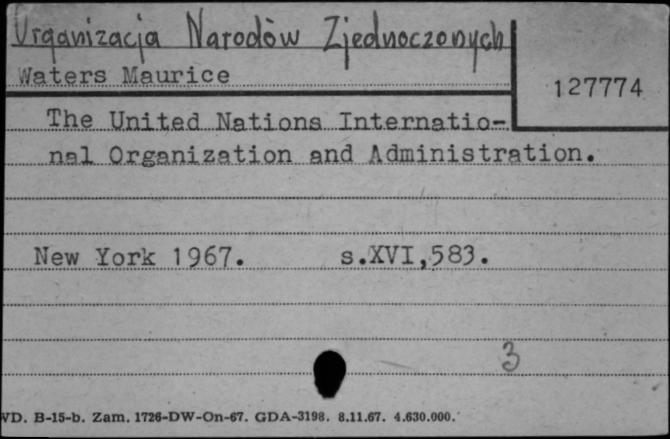 Organizacja Narodów Zjednoczonych
Waters Maurice
127774
The United Nations Internatio-
nal Organization and Administration.
New York 1967. s.XVI,583.
3
VD. B-15-b. Zam. 1726-DW-On-67. GDA-3198. 8.11.67. 4.630.000.